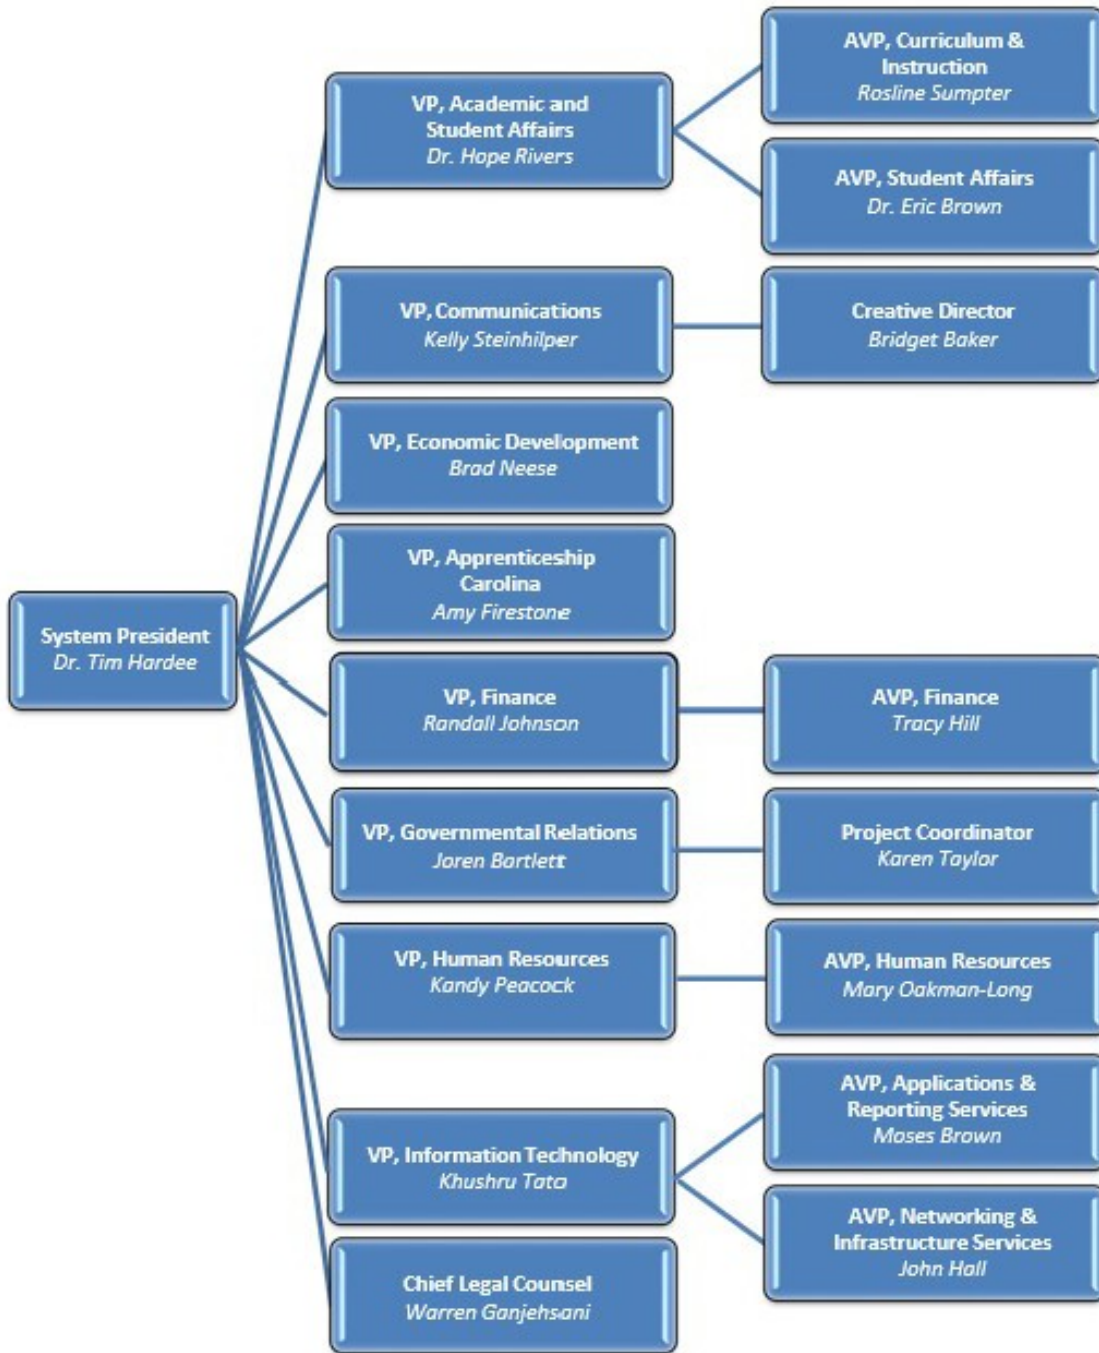 System President
Dr. Tim Hardee
VP, Academic and
Student Affairs
Dr. Hope Rivers
AVP, Curriculum &
Instruction
Rosline Sumpter
AVP, Student Affairs
Dr. Eric Brown
VP, Communications
Kelly Steinhilper
Creative Director
Bridget Baker
VP, Economic Development
Brad Neese
VP, Apprenticeship
Carolina
Amy Firestone
VP, Finance
Randall Johnson
AVP, Finance
Tracy Hill
VP, Governmental Relations
Joren Bartlett
Project Coordinator
Karen Taylor
VP, Human Resources
Kandy Peacock
AVP, Human Resources
Mary Oakman-Long
VP, Information Technology
Khushru Tata
AVP, Applications &
Reporting Services
Moses Brown
AVP, Networking &
Infrastructure Services
John Hall
Chief Legal Counsel
Warren Ganjehsani